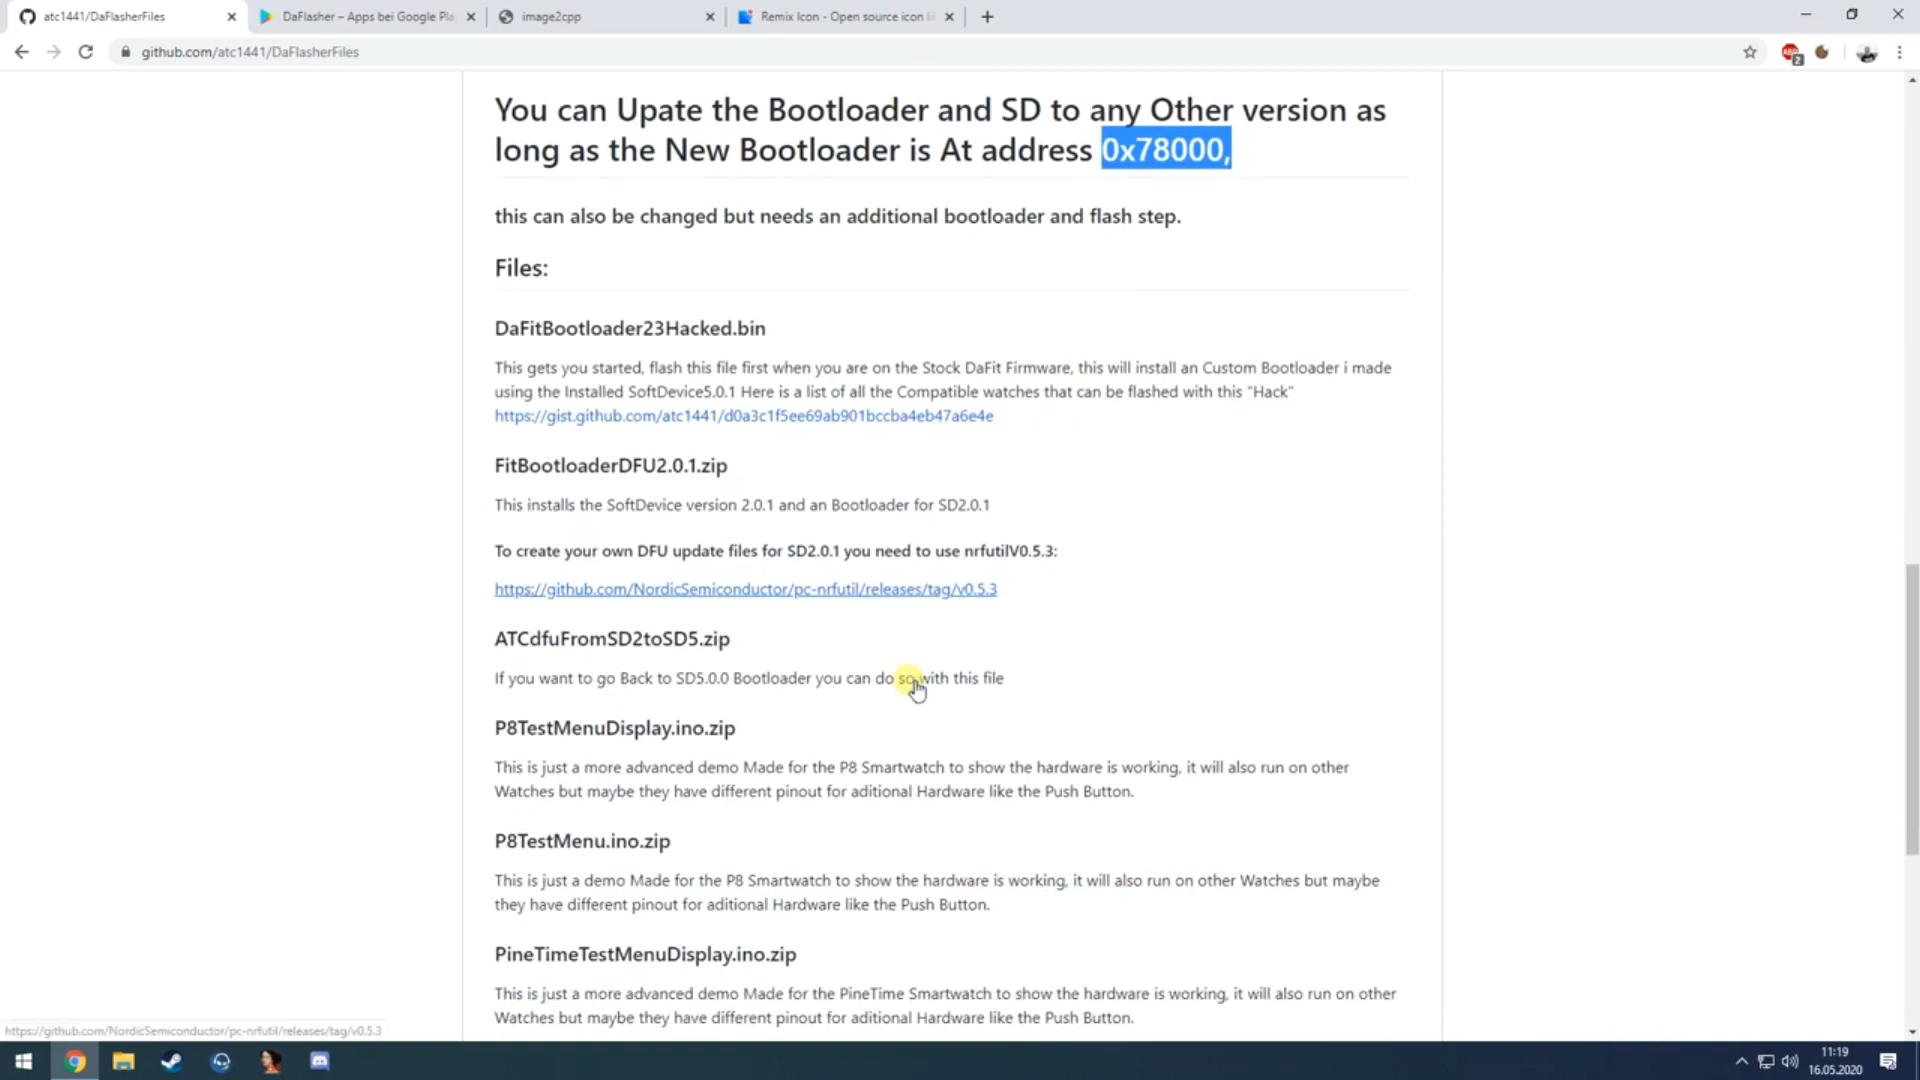 atc1441/DaFlasherFiles
DaFlasher – Apps bei Google Pla
image2cpp
Remix Icon - Open source icon li
github.com/atc1441/DaFlasherFiles
2
You can Upate the Bootloader and SD to any Other version as
long as the New Bootloader is At address 0x78000,
this can also be changed but needs an additional bootloader and flash step.
Files:
DaFitBootloader23Hacked.bin
This gets you started, flash this file first when you are on the Stock DaFit Firmware, this will install an Custom Bootloader i made
using the Installed SoftDevice5.0.1 Here is a list of all the Compatible watches that can be flashed with this "Hack"
https://gist.github.com/atc1441/d0a3c1f5ee69ab901bccba4eb47a6e4e
FitBootloaderDFU2.0.1.zip
This installs the SoftDevice version 2.0.1 and an Bootloader for SD2.0.1
To create your own DFU update files for SD2.0.1 you need to use nrfutilV0.5.3:
https://github.com/NordicSemiconductor/pc-nrfutil/releases/tag/v0.5.3
ATCdfuFromSD2toSD5.zip
If you want to go Back to SD5.0.0 Bootloader you can do so with this file
P8TestMenuDisplay.ino.zip
This is just a more advanced demo Made for the P8 Smartwatch to show the hardware is working, it will also run on other
Watches but maybe they have different pinout for aditional Hardware like the Push Button.
P8TestMenu.ino.zip
This is just a demo Made for the P8 Smartwatch to show the hardware is working, it will also run on other Watches but maybe
they have different pinout for aditional Hardware like the Push Button.
PineTimeTestMenuDisplay.ino.zip
This is just a more advanced demo Made for the PineTime Smartwatch to show the hardware is working, it will also run on other
Watches but maybe they have different pinout for aditional Hardware like the Push Button.
https://github.com/NordicSemiconductor/pc-nrfutil/releases/tag/v0.5.3
11:19
16.05.2020